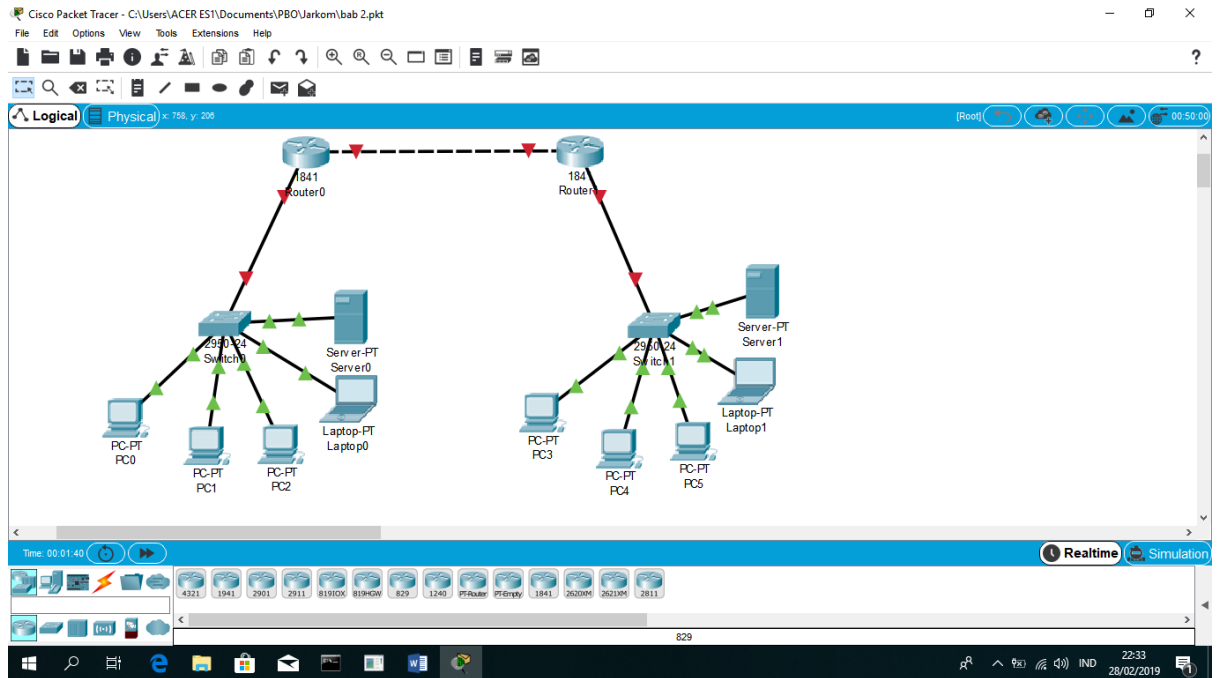 Cisco Packet Tracer - C:\Users\ACER ES1\Documents\PBO\Jarkom\bab 2.pkt
File Edit Options View Tools Extensions Help
?
Logical Physical x: 758, y: 206 [Root] 00:50:00
1841
Router0
184
Router
2950-24
Switch0
Server-PT
Server0
PC-PT
PC0
PC-PT
PC1
PC-PT
PC2
Laptop-PT
Laptop0
2950-24
Switch1
Server-PT
Server1
PC-PT
PC3
PC-PT
PC4
PC-PT
PC5
Laptop-PT
Laptop1
Time: 00:01:40 Realtime Simulation
4321 1941 2901 2911 819IOX 819HGW 829 1240 PT-Router PT-Empty 1841 2620XM 2621XM 2811
829
IND
22:33
28/02/2019